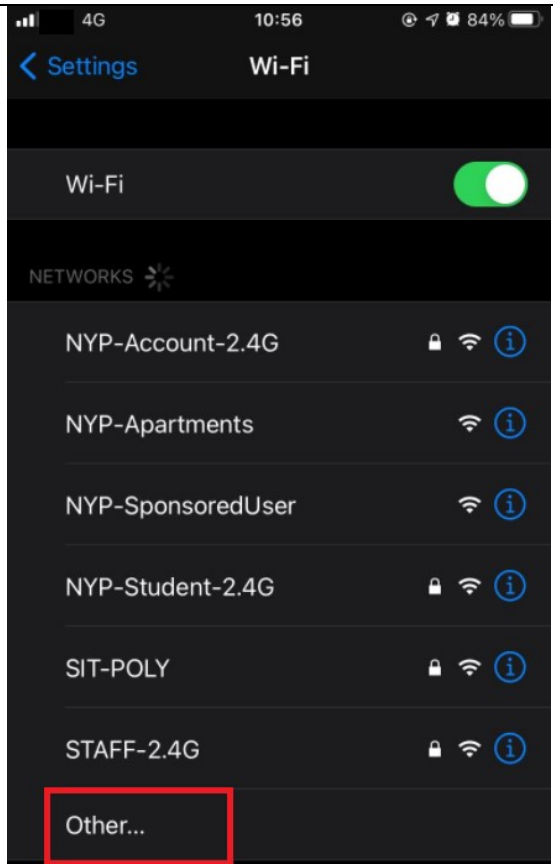 4G 10:56 84%
Settings Wi-Fi
Wi-Fi
NETWORKS
NYP-Account-2.4G
NYP-Apartments
NYP-SponsoredUser
NYP-Student-2.4G
SIT-POLY
STAFF-2.4G
Other...